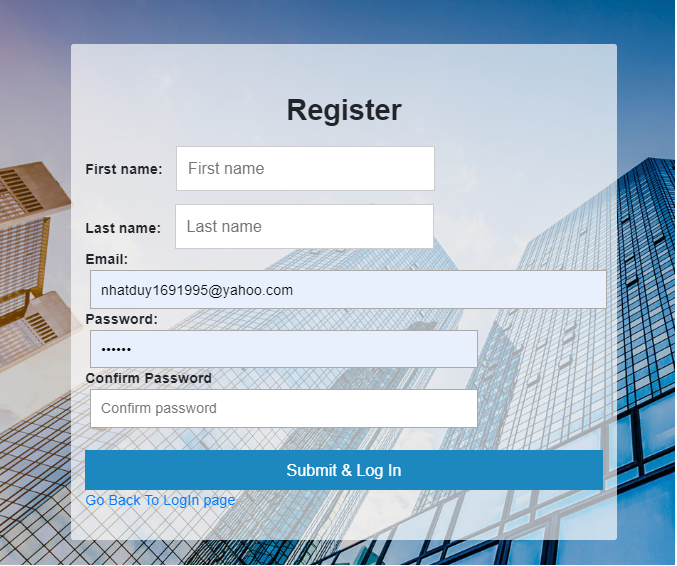 Register
First name: First name
Last name: Last name
Email:
nhatduy1691995@yahoo.com
Password:
••••••
Confirm Password
Confirm password
Submit & Log In
Go Back To LogIn page